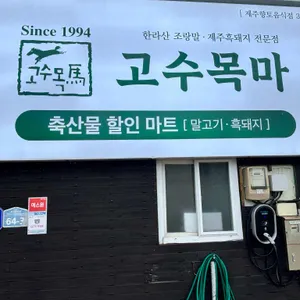 [ 제주향토음식점
Since 1994
고수목馬
한라산 조랑말 · 제주흑돼지 전문점
고수목마
축산물 할인 마트 [ 말고기 · 흑돼지 ]